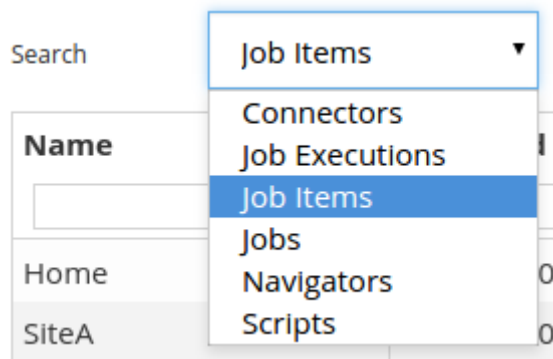 Search
Job Items
Connectors
Name
Job Executions
Job Items
Jobs
Home
Navigators
SiteA
Scripts